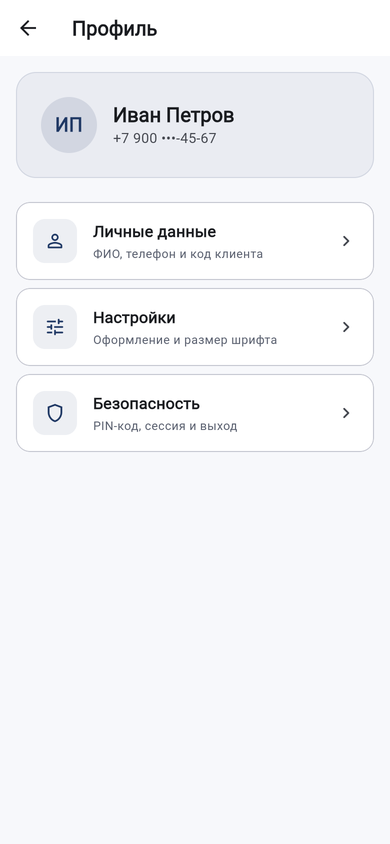 Профиль
ИП
Иван Петров
+7 900 •••-45-67
Личные данные
ФИО, телефон и код клиента
Настройки
Оформление и размер шрифта
Безопасность
PIN-код, сессия и выход